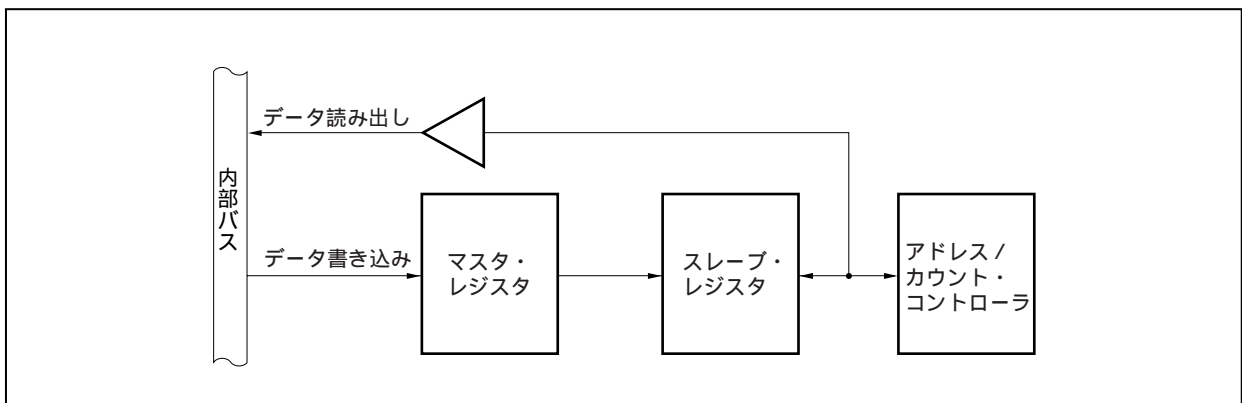 データ読み出し
内部バス
データ書き込み
マスタ・
レジスタ
スレーブ・
レジスタ
アドレス /
カウント・
コントローラ